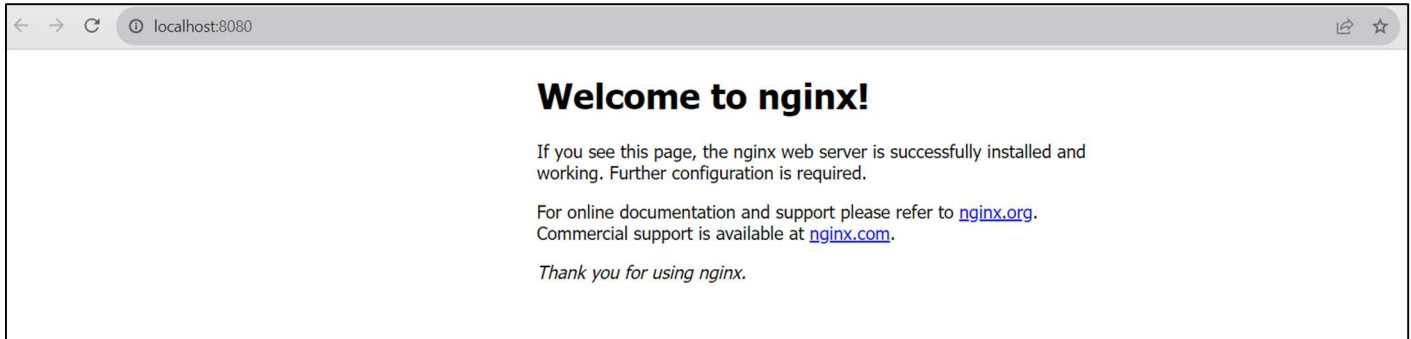 localhost:8080
Welcome to nginx!
If you see this page, the nginx web server is successfully installed and
working. Further configuration is required.
For online documentation and support please refer to nginx.org.
Commercial support is available at nginx.com.
Thank you for using nginx.